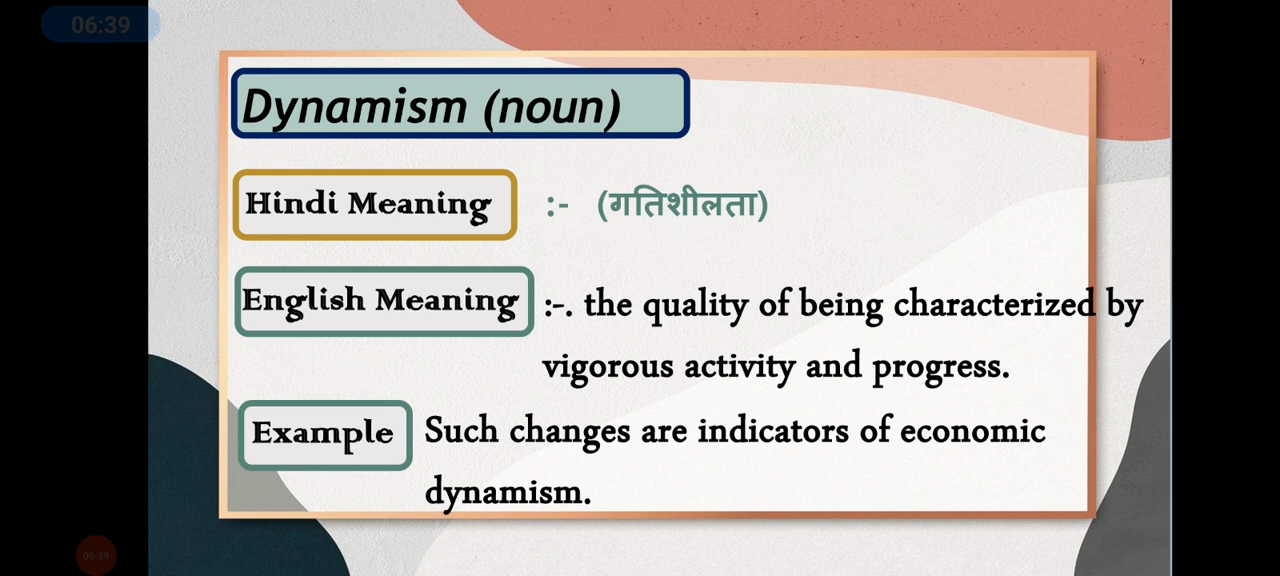 06:39
Dynamism (noun)
Hindi Meaning :- (गतिशीलता)
English Meaning :-. the quality of being characterized by
vigorous activity and progress.
Example Such changes are indicators of economic
dynamism.
06:39